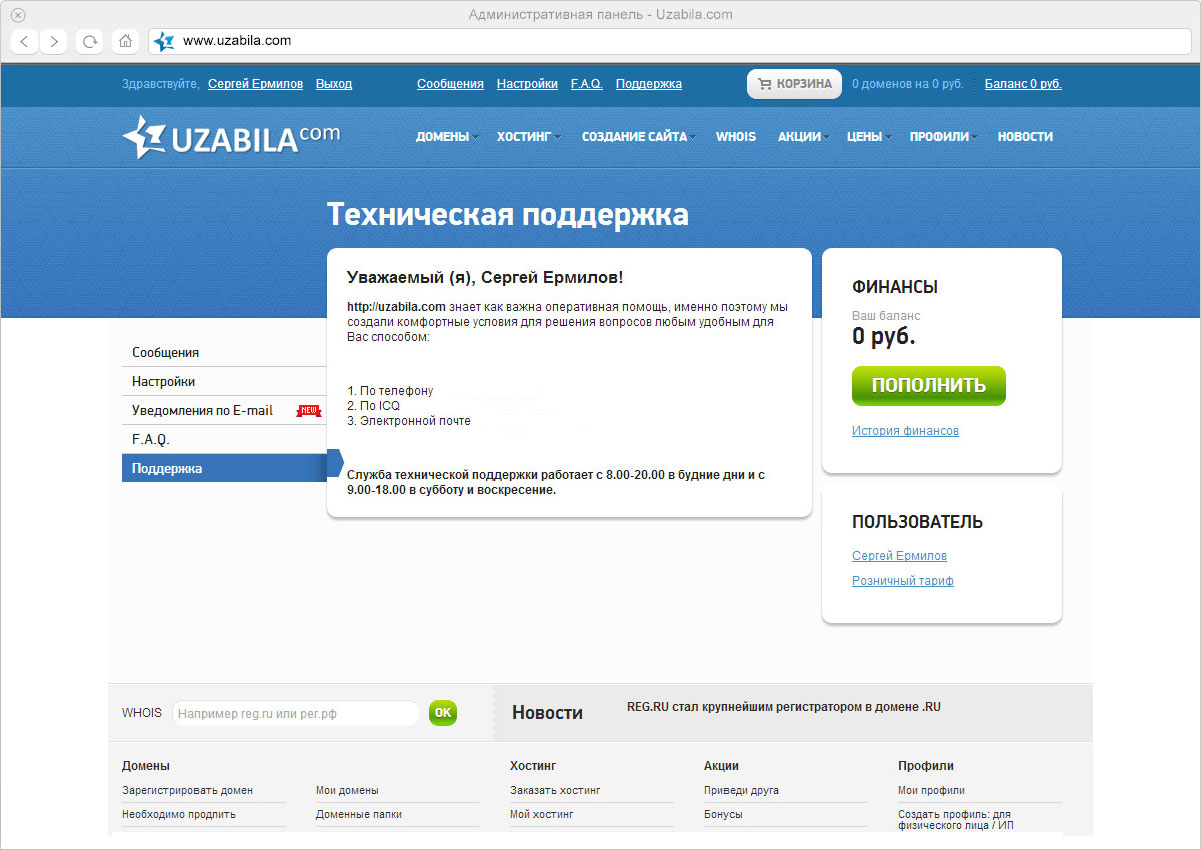 Административная панель - Uzabila.com
www.uzabila.com
Здравствуйте, Сергей Ермилов Выход Сообщения Настройки F.A.Q. Поддержка КОРЗИНА 0 доменов на 0 руб. Баланс 0 руб.
UZABILA com ДОМЕНЫ ХОСТИНГ СОЗДАНИЕ САЙТА WHOIS АКЦИИ ЦЕНЫ ПРОФИЛИ НОВОСТИ
Техническая поддержка
Сообщения
Настройки
Уведомления по E-mail NEW
F.A.Q.
Поддержка
Уважаемый (я), Сергей Ермилов!
http://uzabila.com знает как важна оперативная помощь, именно поэтому мы
создали комфортные условия для решения вопросов любым удобным для
Вас способом:
1. По телефону
2. По ICQ
3. Электронной почте
Служба технической поддержки работает с 8.00-20.00 в будние дни и с
9.00-18.00 в субботу и воскресение.
ФИНАНСЫ
Ваш баланс
0 руб.
ПОПОЛНИТЬ
История финансов
ПОЛЬЗОВАТЕЛЬ
Сергей Ермилов
Розничный тариф
WHOIS Например reg.ru или рег.рф OK Новости REG.RU стал крупнейшим регистратором в домене .RU
Домены Хостинг Акции Профили
Зарегистрировать домен Мои домены Заказать хостинг Приведи друга Мои профили
Необходимо продлить Доменные папки Мой хостинг Бонусы Создать профиль: для
физического лица / ИП